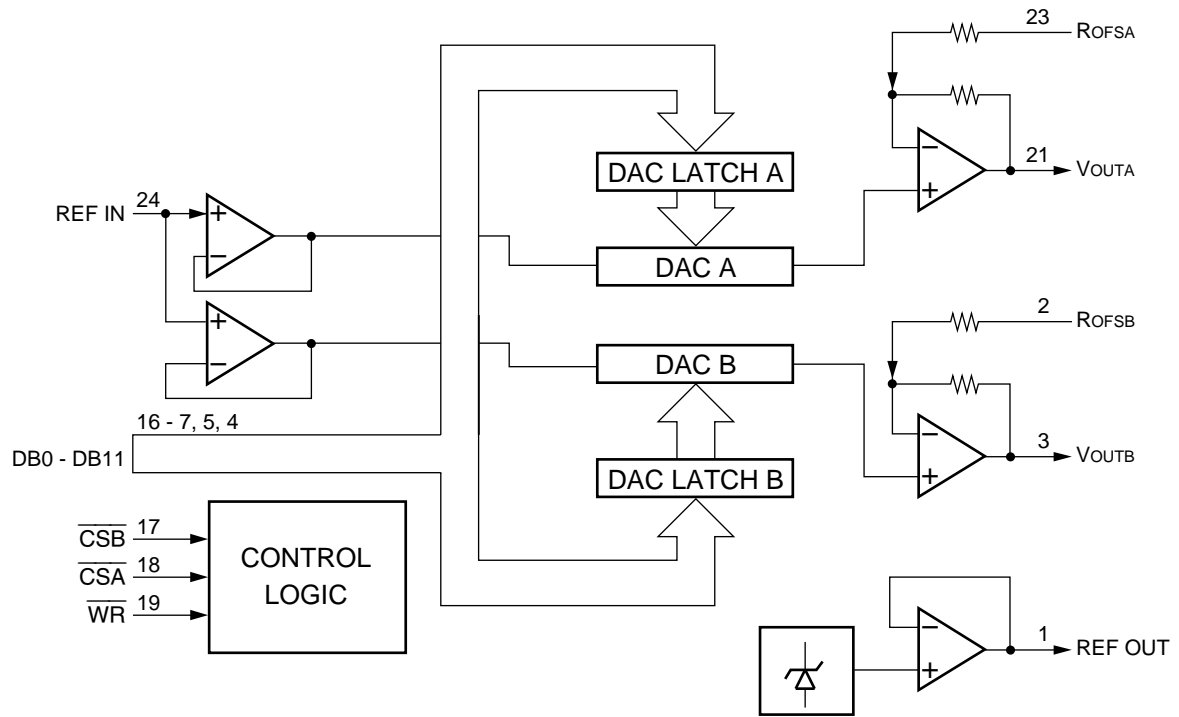 23
ROFSA
DAC LATCH A
−
+
21
VOUTA
REF IN
24
+
−
DAC A
+
−
2
ROFSB
DAC B
16 - 7, 5, 4
DB0 - DB11
−
+
3
VOUTB
DAC LATCH B
CSB
17
CSA
18
WR
19
CONTROL
LOGIC
−
+
1
REF OUT